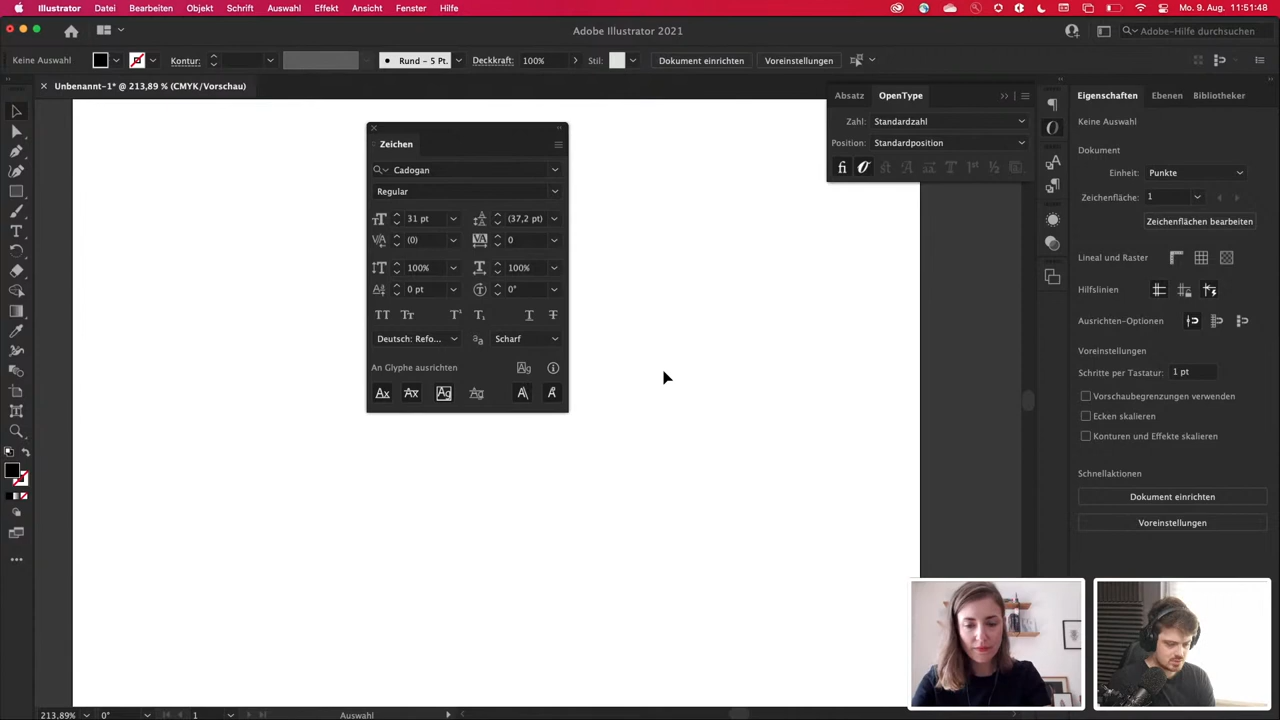 Illustrator Datei Bearbeiten Objekt Schrift Auswahl Effekt Ansicht Fenster Hilfe Mo. 9. Aug. 11:51:48
Adobe Illustrator 2021
Adobe-Hilfe durchsuchen
Keine Auswahl Kontur: Rund – 5 Pt. Deckkraft: 100% Stil: Dokument einrichten Voreinstellungen
Unbenannt-1* @ 213,89 % (CMYK/Vorschau)
Zeichen
Cadogan
Regular
31 pt (37,2 pt)
(0) 0
100% 100%
0 pt 0°
Deutsch: Refo... Scharf
An Glyphe ausrichten
Absatz OpenType
Zahl: Standardzahl
Position: Standardposition
Eigenschaften Ebenen Bibliotheker
Keine Auswahl
Dokument
Einheit: Punkte
Zeichenfläche: 1
Zeichenflächen bearbeiten
Lineal und Raster
Hilfslinien
Ausrichten-Optionen
Voreinstellungen
Schritte per Tastatur: 1 pt
Vorschaubegrenzungen verwenden
Ecken skalieren
Konturen und Effekte skalieren
Schnellaktionen
Dokument einrichten
Voreinstellungen
213,89% 0° 1 Auswahl